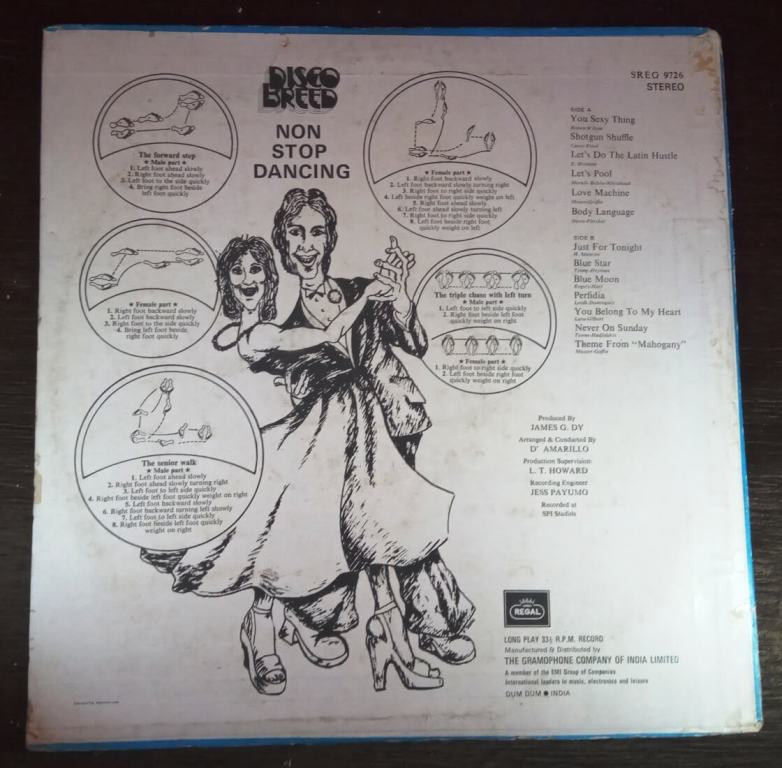 DISCO
BREED
NON
STOP
DANCING
SREG 9726
STEREO
The forward step
★ Male part ★
1. Left foot ahead slowly
2. Right foot ahead slowly
3. Left foot to the side quickly
4. Bring right foot beside
left foot quickly
★ Female part ★
1. Right foot backward slowly
2. Left foot backward slowly turning right
3. Right foot to right side quickly
4. Left beside right foot quickly weight on left
5. Right foot ahead slowly
6. Left foot ahead slowly turning left
7. Right foot to right side quickly
8. Left foot beside right foot
quickly weight on left
★ Female part ★
1. Right foot backward slowly
2. Left foot backward slowly
3. Right foot to the side quickly
4. Bring left foot beside
right foot quickly
The triple chase with left turn
★ Male part ★
1. Left foot to left side quickly
2. Right foot beside left foot
quickly weight on right
★ Female part ★
1. Right foot to right side quickly
2. Left foot beside right foot
quickly weight on right
The senior walk
★ Male part ★
1. Left foot ahead slowly
2. Right foot ahead slowly turning right
3. Left foot to left side quickly
4. Right foot beside left foot quickly weight on right
5. Left foot backward slowly
6. Right foot backward turning left slowly
7. Left foot to left side quickly
8. Right foot beside left foot quickly
weight on right
SIDE A
You Sexy Thing
Shotgun Shuffle
Let's Do The Latin Hustle
Let's Pool
Love Machine
Body Language
SIDE B
Just For Tonight
Blue Star
Blue Moon
Rogers-Hart
Perfidia
You Belong To My Heart
Never On Sunday
Theme From "Mahogany"
Masser-Goffin
Produced By
JAMES G. DY
Arranged & Conducted By
D' AMARILLO
Production Supervision:
L. T. HOWARD
Recording Engineer
JESS PAYUMO
Recorded at
SPI Studios
REGAL
LONG PLAY 33⅓ R.P.M. RECORD
Manufactured & Distributed by
THE GRAMOPHONE COMPANY OF INDIA LIMITED
A member of the EMI Group of Companies
International leaders in music, electronics and leisure
DUM DUM ● INDIA